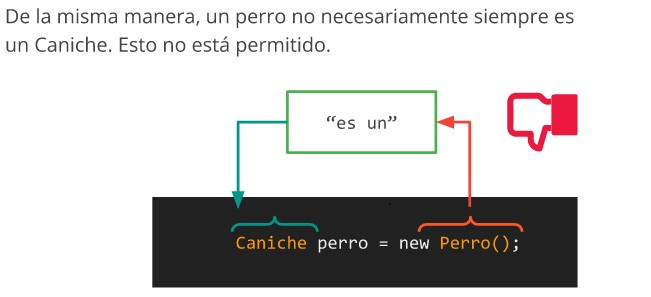 De la misma manera, un perro no necesariamente siempre es
un Caniche. Esto no está permitido.
“es un”
Caniche perro = new Perro();